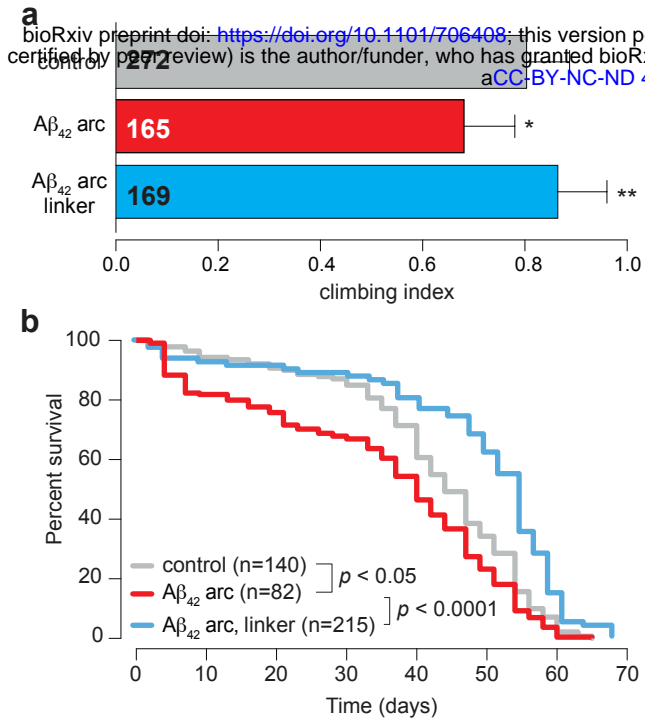 a
bioRxiv preprint doi: https://doi.org/10.1101/706408; this version p
certified by peer review) is the author/funder, who has granted bioR
aCC-BY-NC-ND 4
control
272
Aβ42 arc
165
*
Aβ42 arc
linker
169
**
0.0 0.2 0.4 0.6 0.8 1.0
climbing index
b
100
80
60
40
20
0
Percent survival
control (n=140)
Aβ42 arc (n=82)
Aβ42 arc, linker (n=215)
p < 0.05
p < 0.0001
0 10 20 30 40 50 60 70
Time (days)